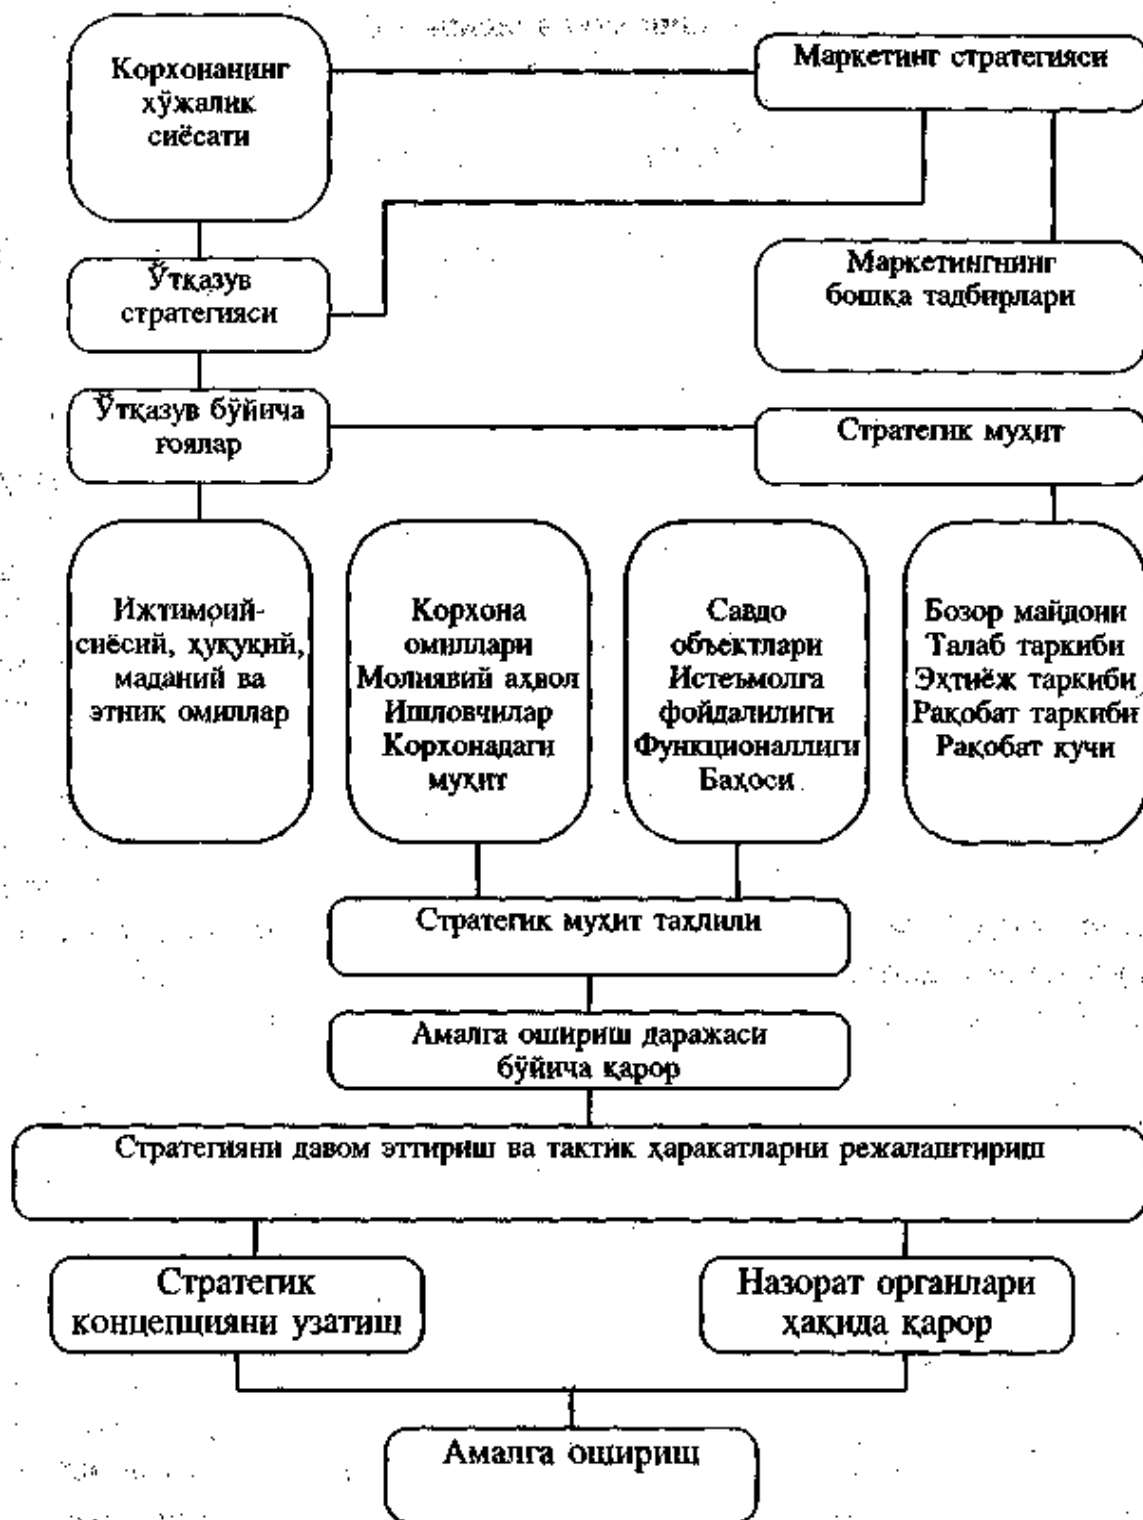 Корхонанинг
хўжалик
сиёсати
Маркетинг стратегияси
Ўтказув
стратегияси
Маркетингнинг
бошқа тадбирлари
Ўтказув бўйича
ғоялар
Стратегик муҳит
Ижтимоий-
сиёсий, ҳуқуқий,
маданий ва
этник омиллар
Корхона
омиллари
Молиявий аҳвол
Ишловчилар
Корхонадаги
муҳит
Савдо
объектлари
Истеъмолга
фойдалилиги
Функционаллиги
Баҳоси
Бозор майдони
Талаб таркиби
Эҳтиёж таркиби
Рақобат таркиби
Рақобат кучи
Стратегик муҳит таҳлили
Амалга ошириш даражаси
бўйича қарор
Стратегияни давом эттириш ва тактик ҳаракатларни режалаштириш
Стратегик
концепцияни узатиш
Назорат органлари
ҳақида қарор
Амалга ошириш